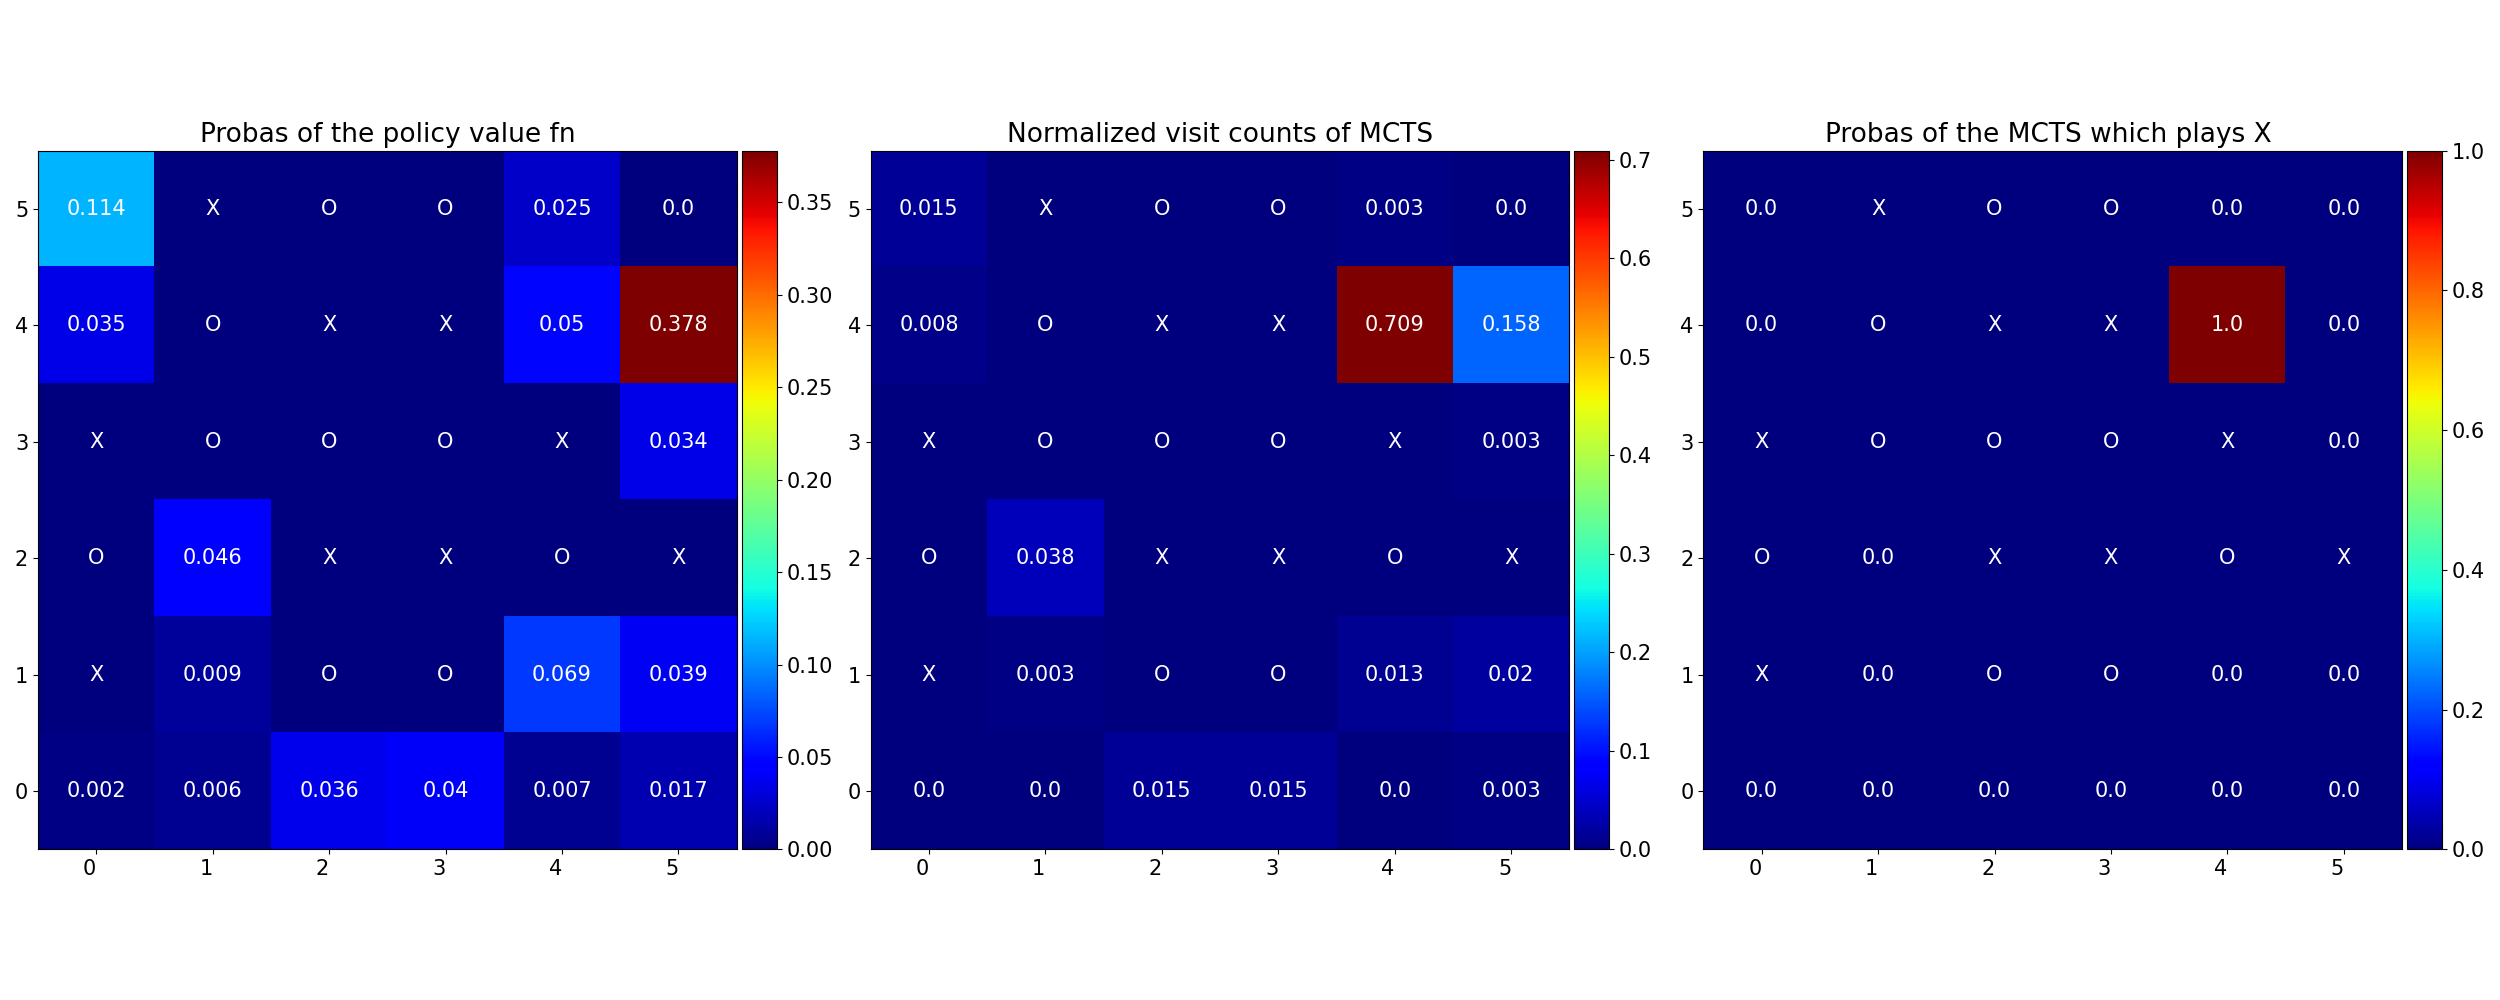 Probas of the policy value fn
5 0.114 X O O 0.025 0.0
4 0.035 O X X 0.05 0.378
3 X O O O X 0.034
2 O 0.046 X X O X
1 X 0.009 O O 0.069 0.039
0 0.002 0.006 0.036 0.04 0.007 0.017
0 1 2 3 4 5
0.35
0.30
0.25
0.20
0.15
0.10
0.05
0.00
Normalized visit counts of MCTS
5 0.015 X O O 0.003 0.0
4 0.008 O X X 0.709 0.158
3 X O O O X 0.003
2 O 0.038 X X O X
1 X 0.003 O O 0.013 0.02
0 0.0 0.0 0.015 0.015 0.0 0.003
0 1 2 3 4 5
0.7
0.6
0.5
0.4
0.3
0.2
0.1
0.0
Probas of the MCTS which plays X
5 0.0 X O O 0.0 0.0
4 0.0 O X X 1.0 0.0
3 X O O O X 0.0
2 O 0.0 X X O X
1 X 0.0 O O 0.0 0.0
0 0.0 0.0 0.0 0.0 0.0 0.0
0 1 2 3 4 5
1.0
0.8
0.6
0.4
0.2
0.0